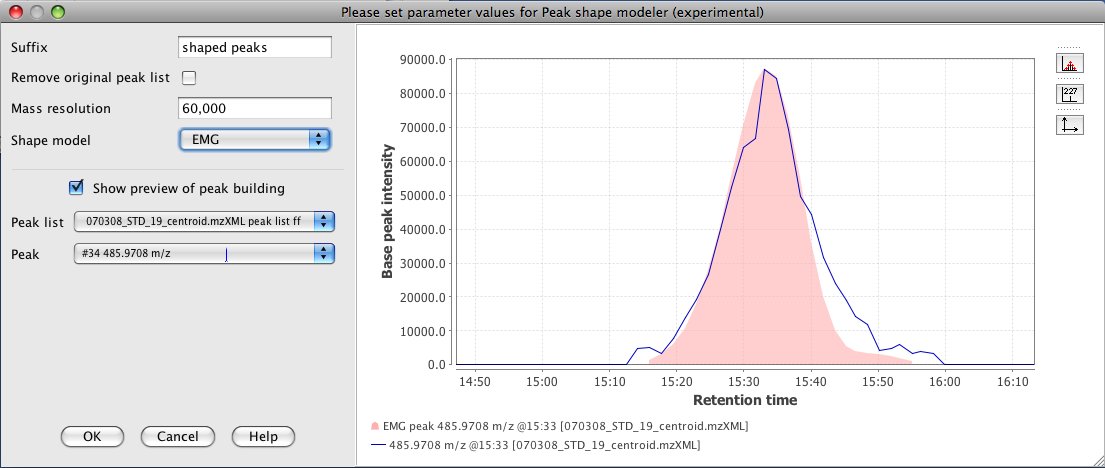 Please set parameter values for Peak shape modeler (experimental)
Suffix shaped peaks
Remove original peak list
Mass resolution 60,000
Shape model EMG
Show preview of peak building
Peak list 070308_STD_19_centroid.mzXML peak list ff
Peak #34 485.9708 m/z
OK Cancel Help
Base peak intensity
90000.0
80000.0
70000.0
60000.0
50000.0
40000.0
30000.0
20000.0
10000.0
0.0
14:50 15:00 15:10 15:20 15:30 15:40 15:50 16:00 16:10
Retention time
EMG peak 485.9708 m/z @15:33 [070308_STD_19_centroid.mzXML]
485.9708 m/z @15:33 [070308_STD_19_centroid.mzXML]
227